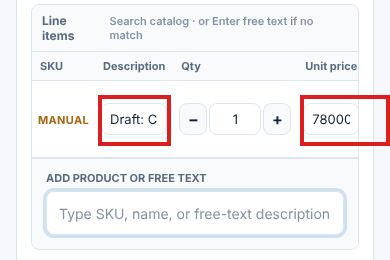 Line items
Search catalog · or Enter free text if no match
SKU Description Qty Unit price
MANUAL Draft: C − 1 + 78000
ADD PRODUCT OR FREE TEXT
Type SKU, name, or free-text description